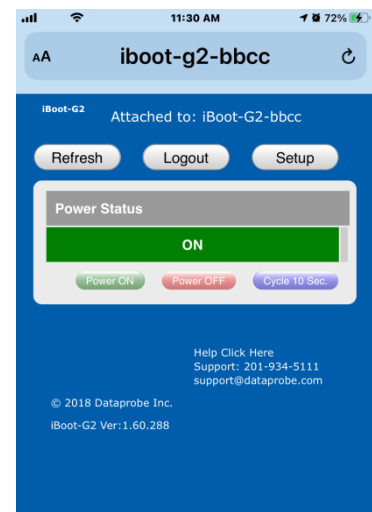 11:30 AM
72%
AA
iboot-g2-bbcc
iBoot-G2
Attached to: iBoot-G2-bbcc
Refresh
Logout
Setup
Power Status
ON
Power ON
Power OFF
Cycle 10 Sec.
Help Click Here
Support: 201-934-5111
support@dataprobe.com
© 2018 Dataprobe Inc.
iBoot-G2 Ver:1.60.288